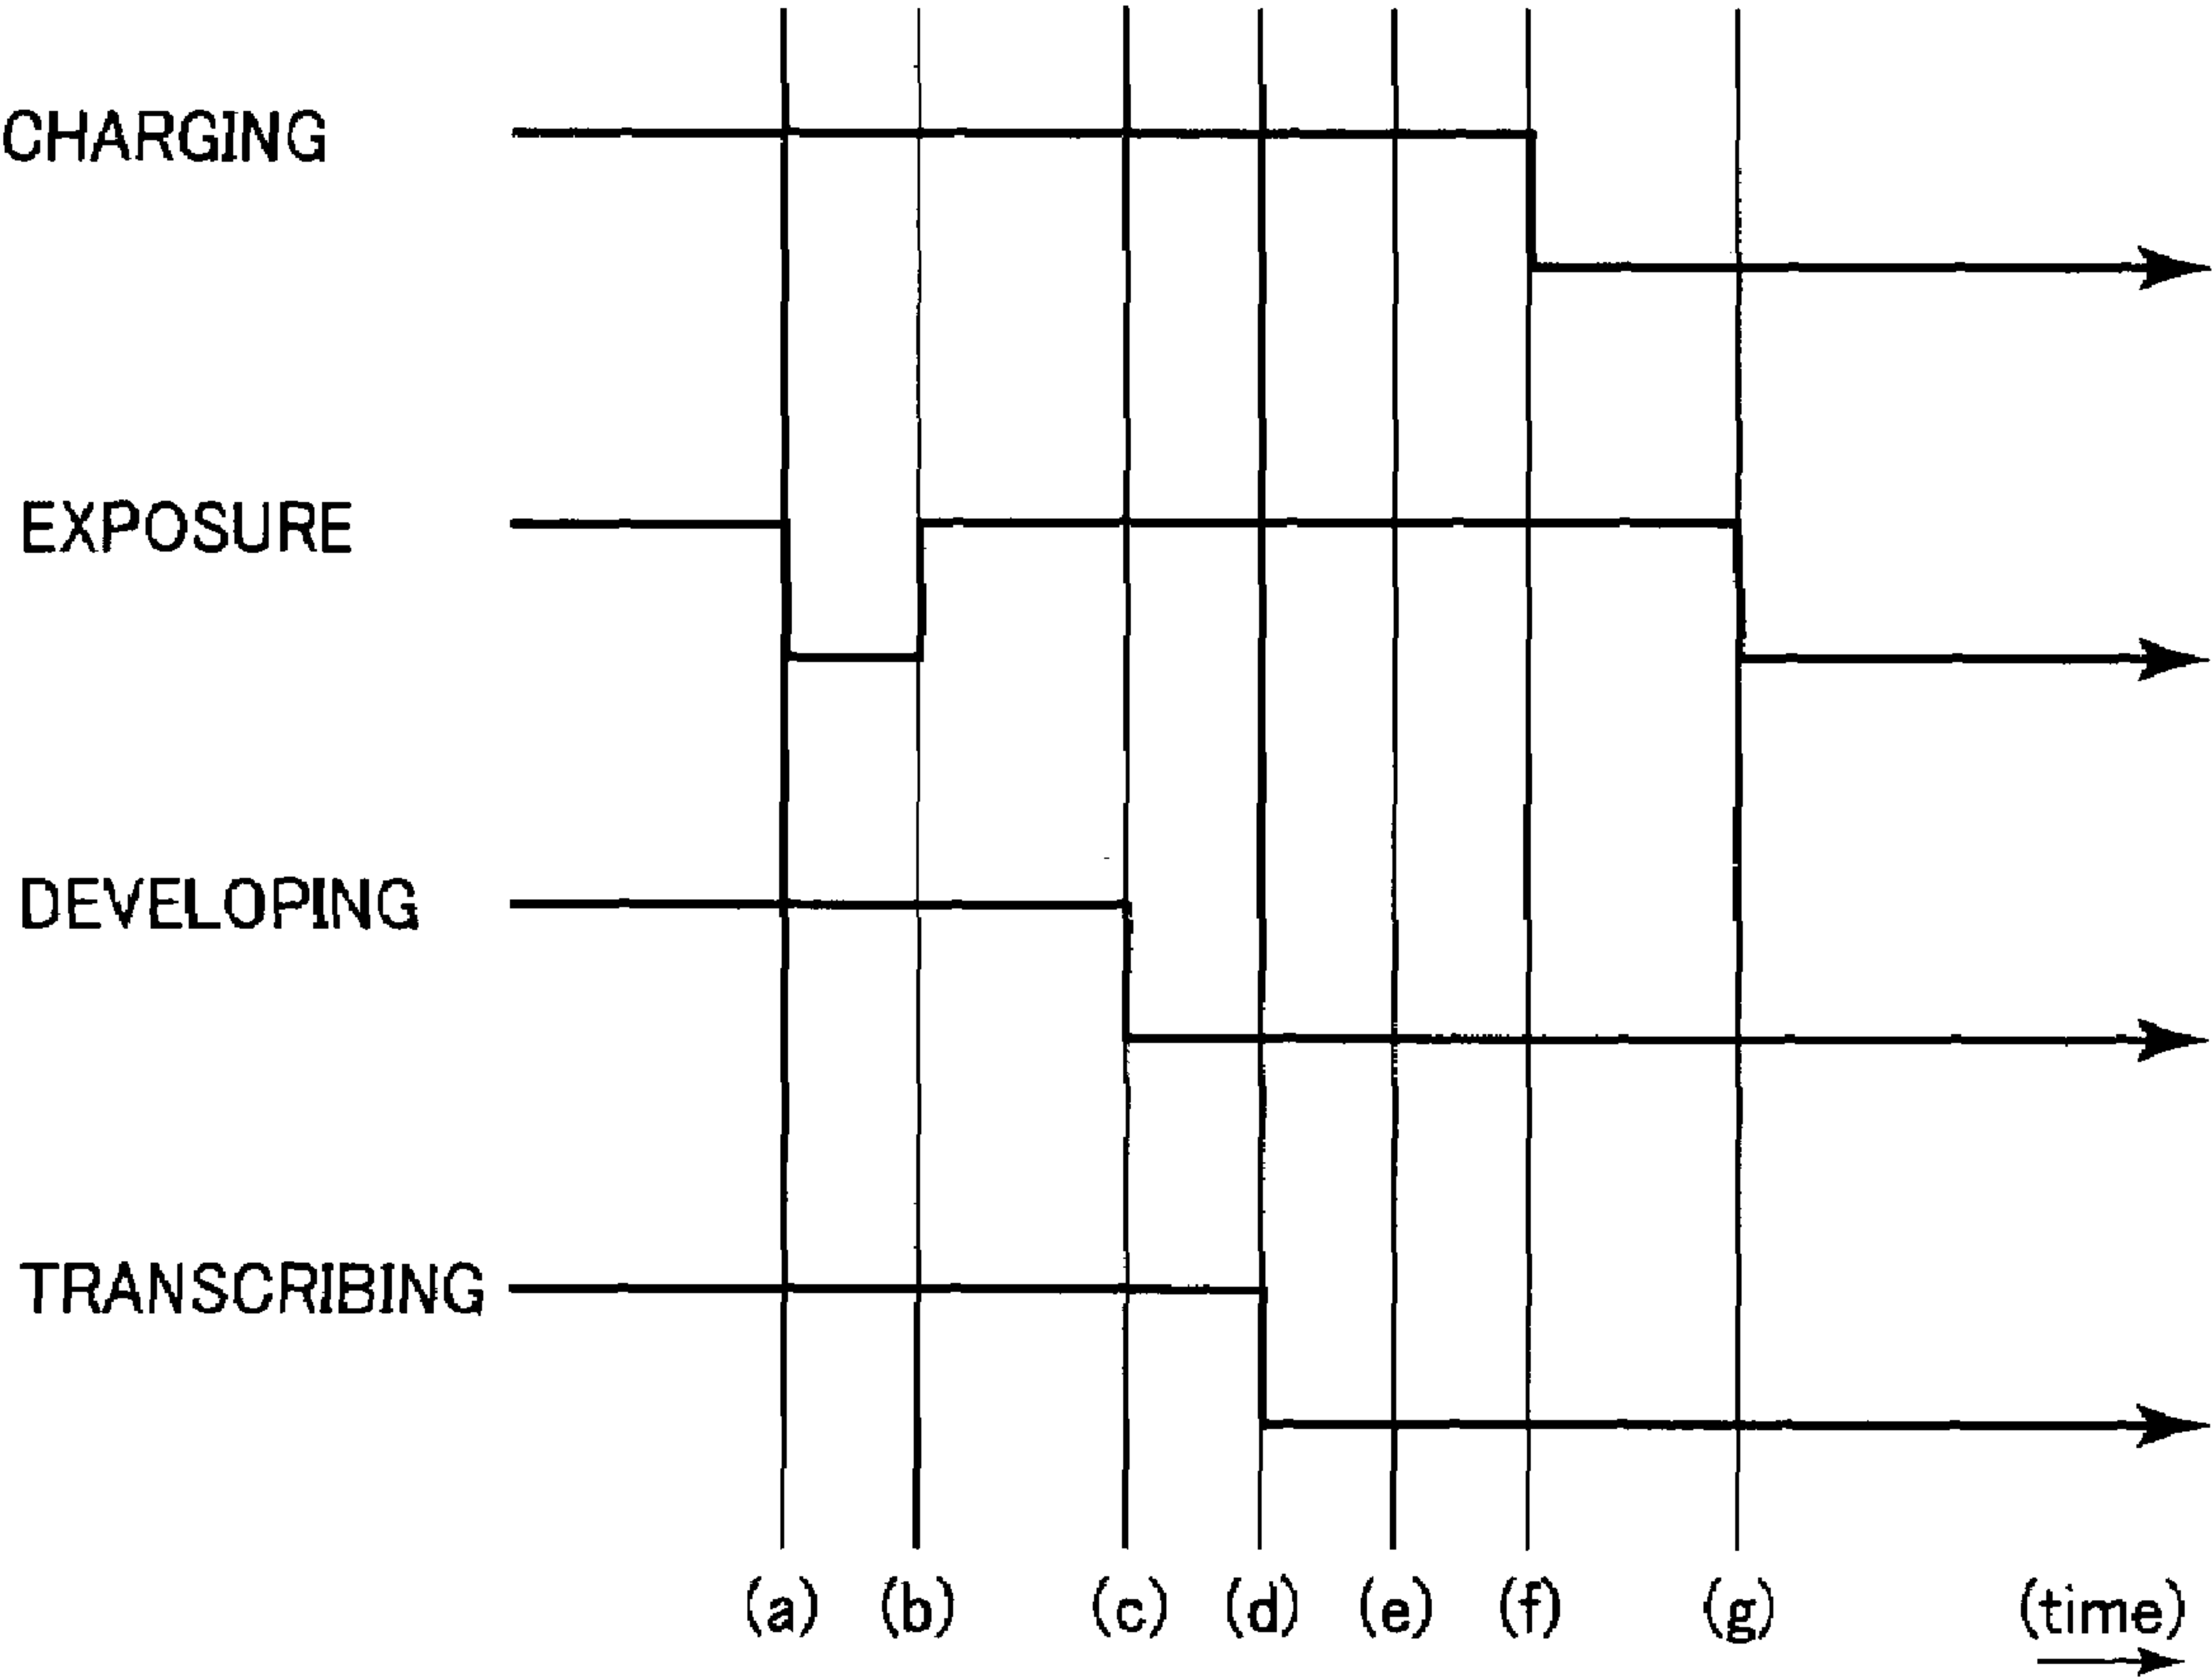 CHARGING
EXPOSURE
DEVELOPING
TRANSCRIBING
(a) (b) (c) (d) (e) (f) (g) (time)